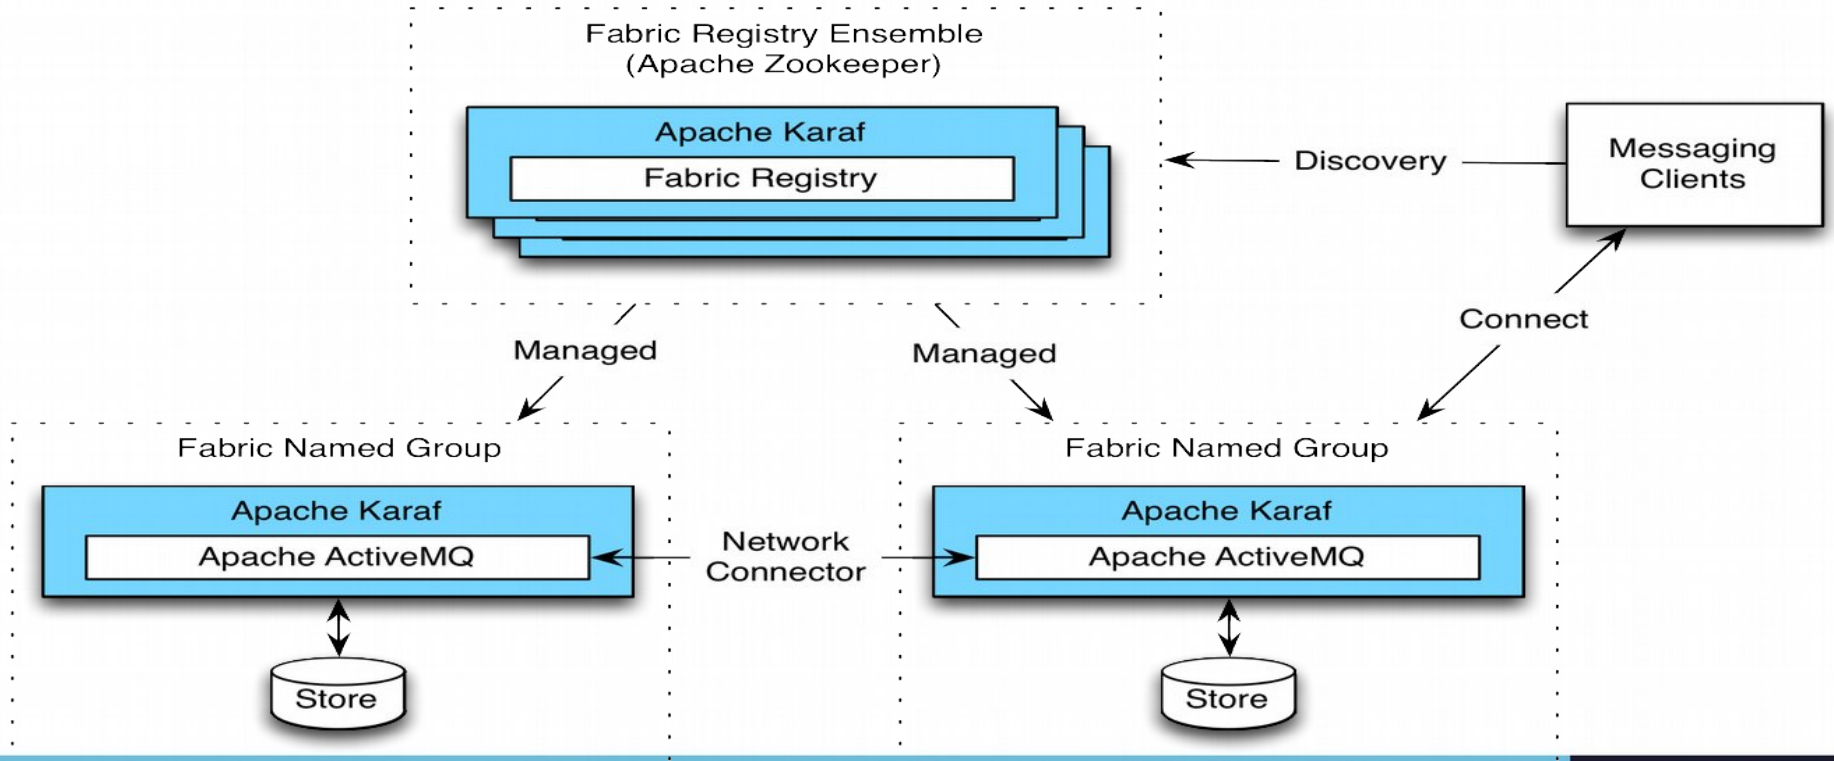 Fabric Registry Ensemble
(Apache Zookeeper)
Apache Karaf
Fabric Registry
Discovery
Messaging
Clients
Managed
Managed
Connect
Fabric Named Group
Apache Karaf
Apache ActiveMQ
Store
Network
Connector
Fabric Named Group
Apache Karaf
Apache ActiveMQ
Store